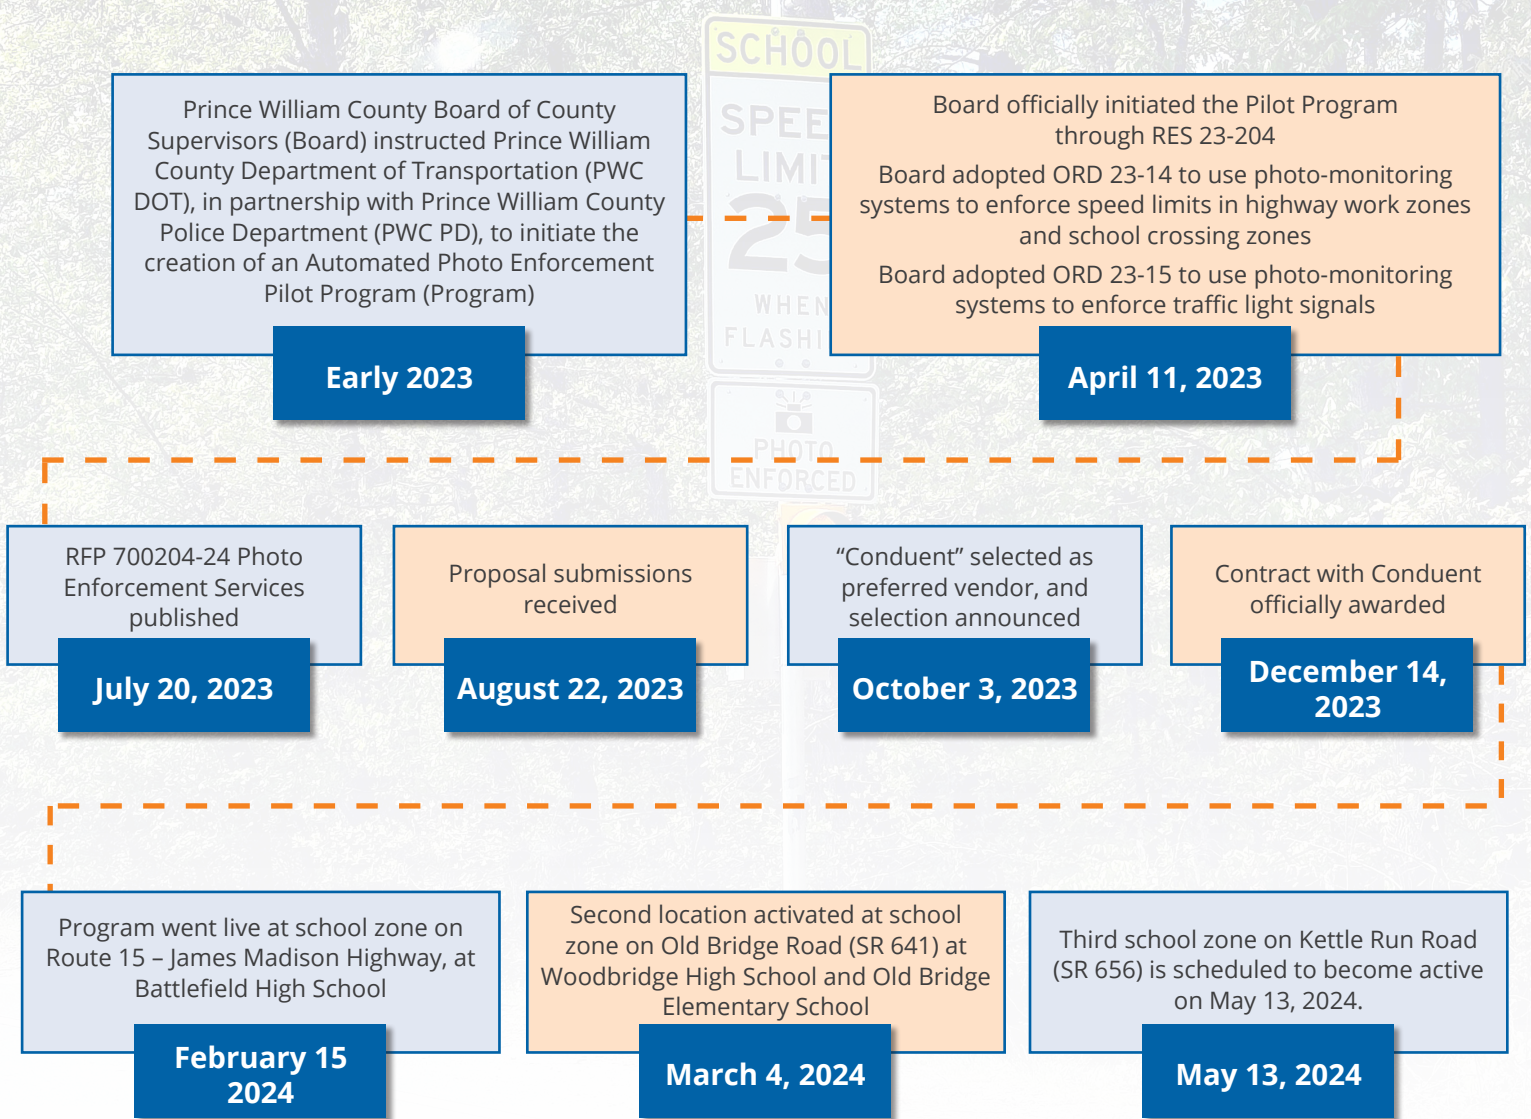 SCHOOL
SPEE
LIMI
25
WHEN
FLASHI
PHOTO
ENFORCED
Prince William County Board of County
Supervisors (Board) instructed Prince William
County Department of Transportation (PWC
DOT), in partnership with Prince William County
Police Department (PWC PD), to initiate the
creation of an Automated Photo Enforcement
Pilot Program (Program)
Early 2023
Board officially initiated the Pilot Program
through RES 23-204
Board adopted ORD 23-14 to use photo-monitoring
systems to enforce speed limits in highway work zones
and school crossing zones
Board adopted ORD 23-15 to use photo-monitoring
systems to enforce traffic light signals
April 11, 2023
RFP 700204-24 Photo
Enforcement Services
published
July 20, 2023
Proposal submissions
received
August 22, 2023
“Conduent” selected as
preferred vendor, and
selection announced
October 3, 2023
Contract with Conduent
officially awarded
December 14,
2023
Program went live at school zone on
Route 15 – James Madison Highway, at
Battlefield High School
February 15
2024
Second location activated at school
zone on Old Bridge Road (SR 641) at
Woodbridge High School and Old Bridge
Elementary School
March 4, 2024
Third school zone on Kettle Run Road
(SR 656) is scheduled to become active
on May 13, 2024.
May 13, 2024